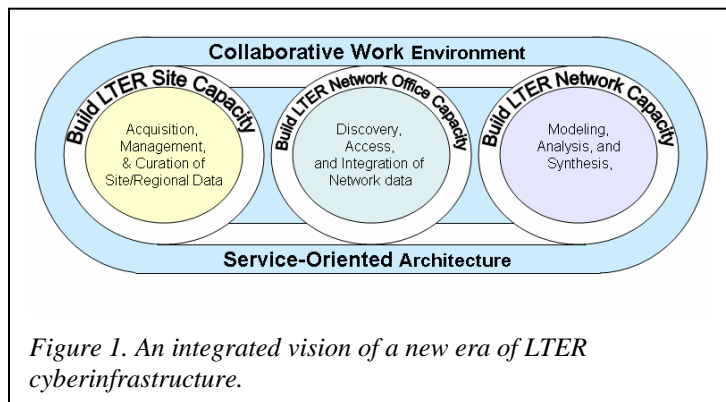 Collaborative Work Environment
Build LTER Site Capacity
Acquisition,
Management,
& Curation of
Site/Regional Data
Build LTER Network Office Capacity
Discovery,
Access,
and Integration of
Network data
Build LTER Network Capacity
Modeling,
Analysis, and
Synthesis,
Service-Oriented Architecture
Figure 1. An integrated vision of a new era of LTER
cyberinfrastructure.